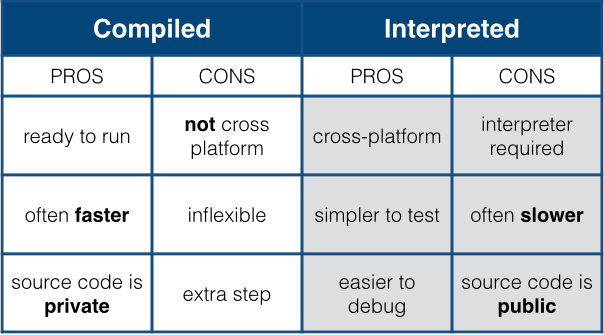 Compiled Interpreted
PROS CONS PROS CONS
ready to run
not cross
platform
cross-platform
interpreter
required
often faster
inflexible
simpler to test
often slower
source code is
private
extra step
easier to
debug
source code is
public